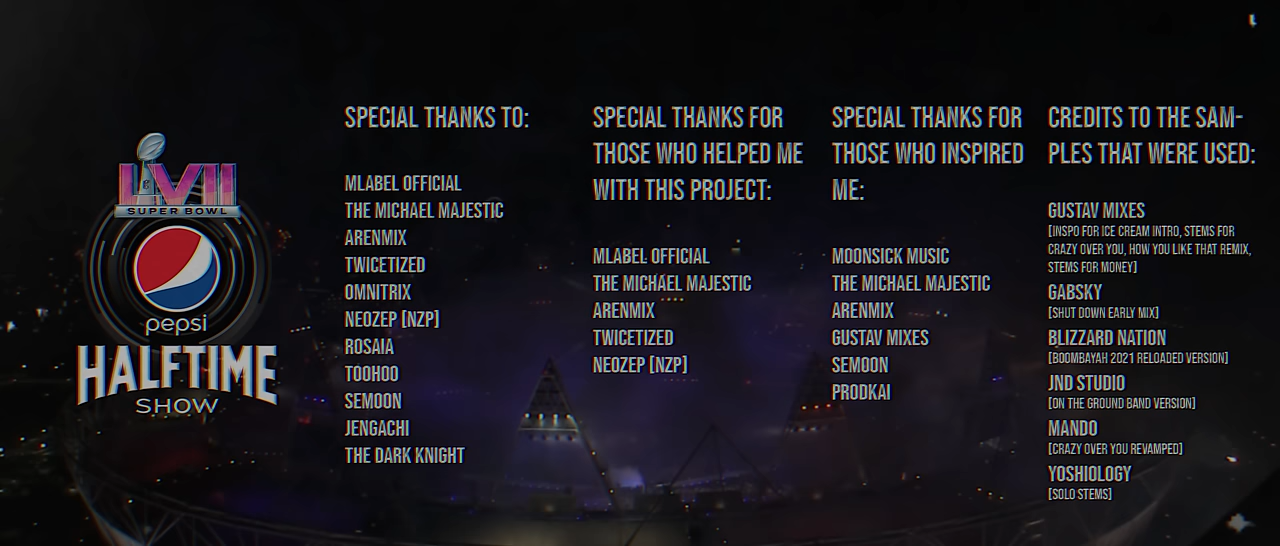 LVII
SUPER BOWL
pepsi
HALFTIME
SHOW
SPECIAL THANKS TO:
MLABEL OFFICIAL
THE MICHAEL MAJESTIC
ARENMIX
TWICETIZED
OMNITRIX
NEOZEP [NZP]
ROSAIA
TOOHOO
SEMOON
JENGACHI
THE DARK KNIGHT
SPECIAL THANKS FOR
THOSE WHO HELPED ME
WITH THIS PROJECT:
MLABEL OFFICIAL
THE MICHAEL MAJESTIC
ARENMIX
TWICETIZED
NEOZEP [NZP]
SPECIAL THANKS FOR
THOSE WHO INSPIRED
ME:
MOONSICK MUSIC
THE MICHAEL MAJESTIC
ARENMIX
GUSTAV MIXES
SEMOON
PRODKAI
CREDITS TO THE SAM-
PLES THAT WERE USED:
GUSTAV MIXES
[INSPO FOR ICE CREAM INTRO, STEMS FOR
CRAZY OVER YOU, HOW YOU LIKE THAT REMIX,
STEMS FOR MONEY]
GABSKY
[SHUT DOWN EARLY MIX]
BLIZZARD NATION
[BOOMBAYAH 2021 RELOADED VERSION]
JND STUDIO
[ON THE GROUND BAND VERSION]
MANDO
[CRAZY OVER YOU REVAMPED]
YOSHIOLOGY
[SOLO STEMS]